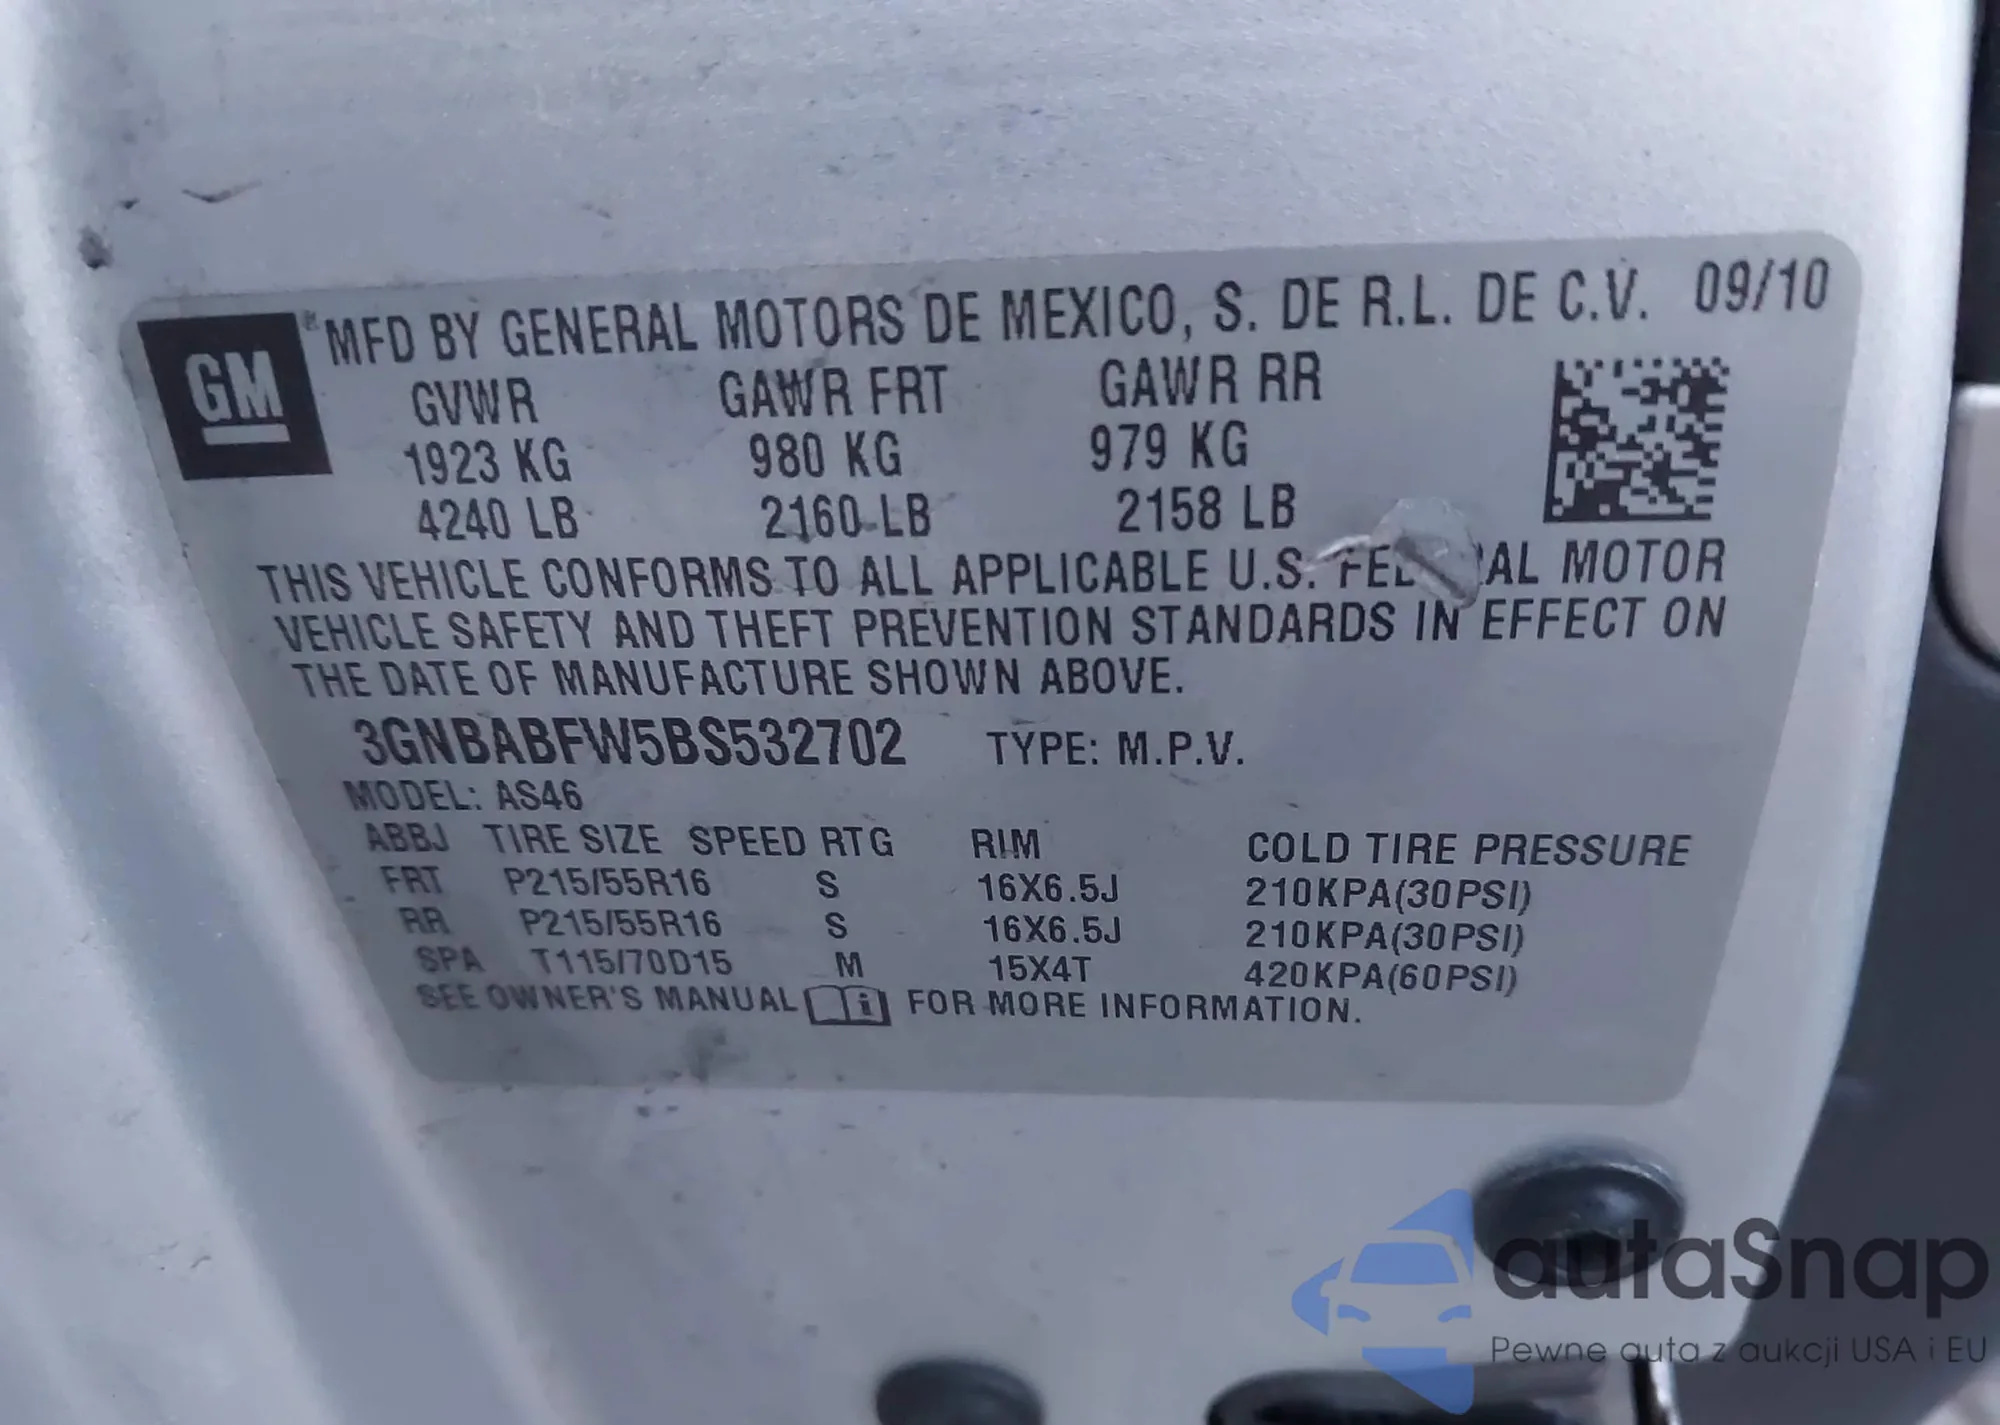 GM
® MFD BY GENERAL MOTORS DE MEXICO, S. DE R.L. DE C.V. 09/10
GVWR GAWR FRT GAWR RR
1923 KG 980 KG 979 KG
4240 LB 2160 LB 2158 LB
THIS VEHICLE CONFORMS TO ALL APPLICABLE U.S. AL MOTOR
VEHICLE SAFETY AND THEFT PREVENTION STANDARDS IN EFFECT ON
THE DATE OF MANUFACTURE SHOWN ABOVE.
3GNBABFW5BS532702 TYPE: M.P.V.
MODEL: AS46
ABBJ TIRE SIZE SPEED RTG RIM COLD TIRE PRESSURE
FRT P215/55R16 S 16X6.5J 210KPA(30PSI)
RR P215/55R16 S 16X6.5J 210KPA(30PSI)
SPA T115/70D15 M 15X4T 420KPA(60PSI)
SEE OWNER'S MANUAL i FOR MORE INFORMATION.
autaSnap
Pewne auta z aukcji USA i EU